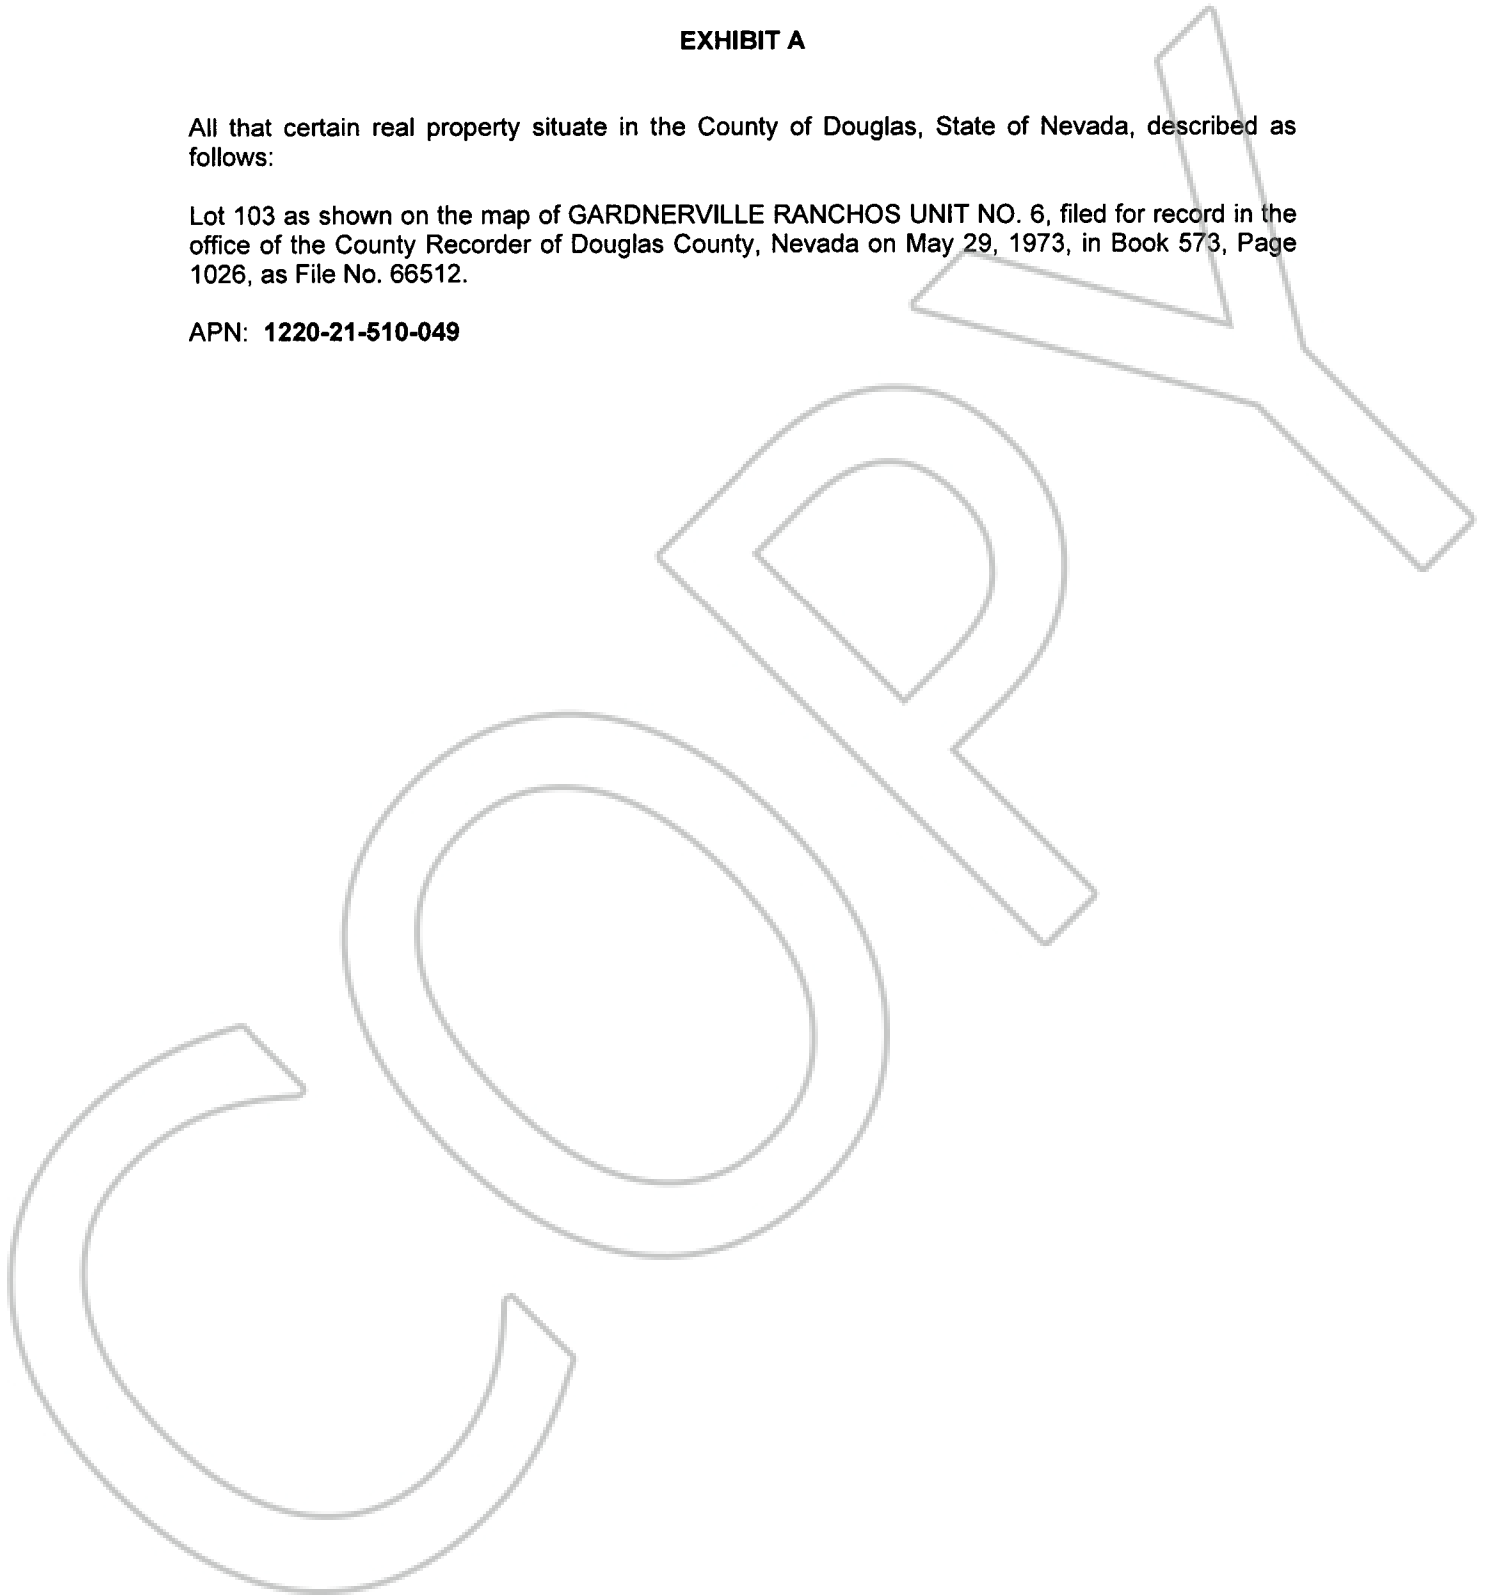 EXHIBIT A
All that certain real property situate in the County of Douglas, State of Nevada, described as
follows:
Lot 103 as shown on the map of GARDNERVILLE RANCHOS UNIT NO. 6, filed for record in the
office of the County Recorder of Douglas County, Nevada on May 29, 1973, in Book 573, Page
1026, as File No. 66512.
APN: 1220-21-510-049
COPY